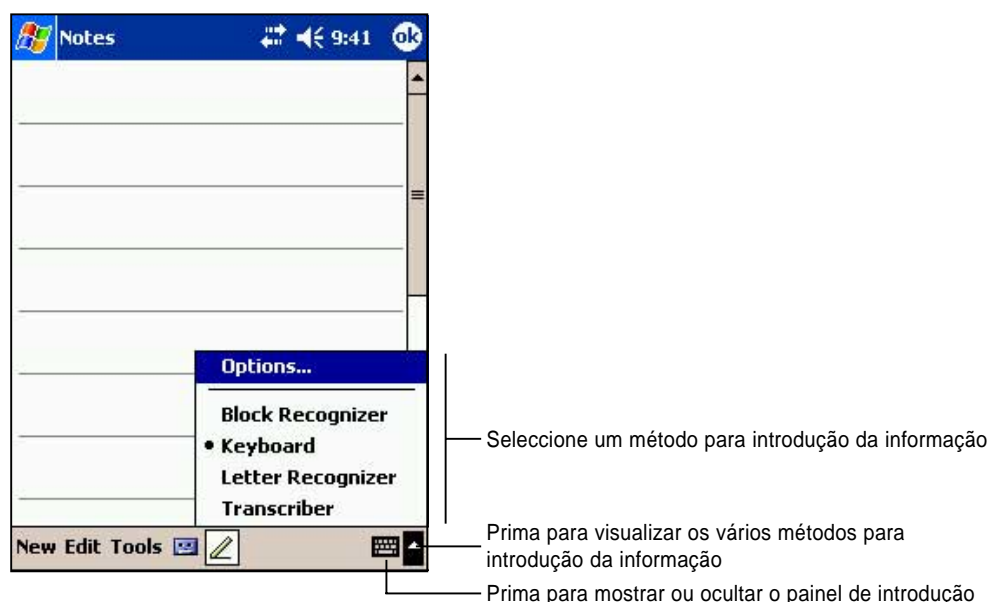 Notes 9:41 ok
Options...
Block Recognizer
Keyboard
Letter Recognizer
Transcriber
New Edit Tools
Seleccione um método para introdução da informação
Prima para visualizar os vários métodos para
introdução da informação
Prima para mostrar ou ocultar o painel de introdução